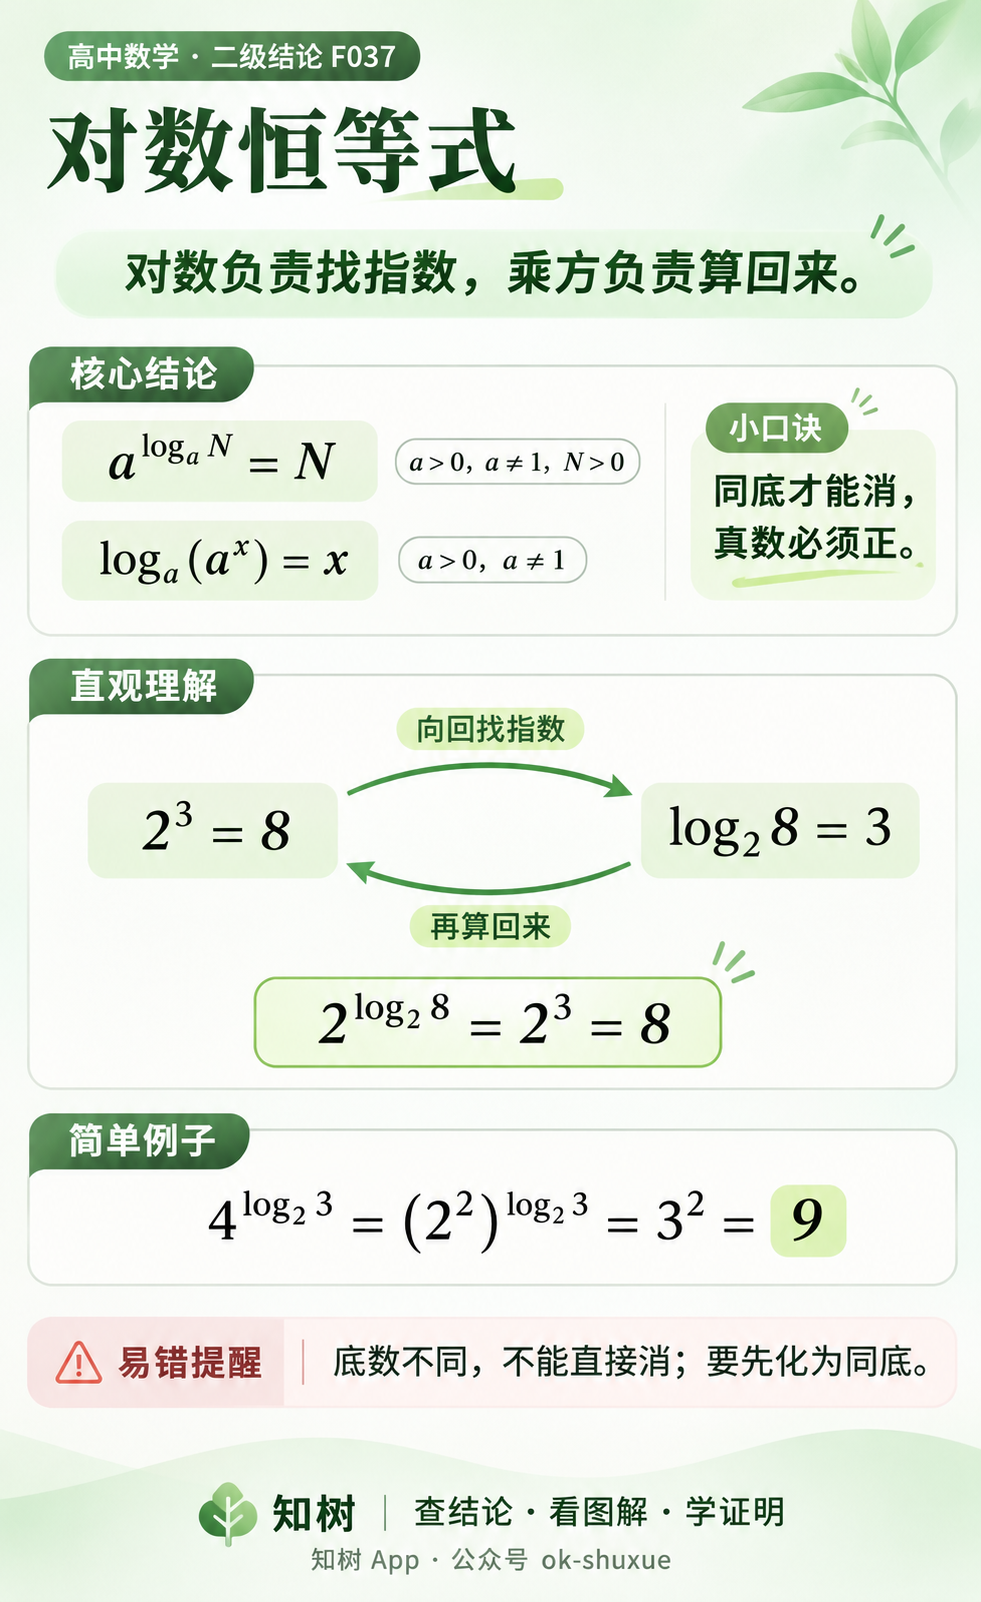 高中数学 · 二级结论 F037
对数恒等式
对数负责找指数，乘方负责算回来。
核心结论
a^{log_a N} = N
a > 0, a ≠ 1, N > 0
log_a (a^x) = x
a > 0, a ≠ 1
小口诀
同底才能消，
真数必须正。
直观理解
向回找指数
2^3 = 8
log_2 8 = 3
再算回来
2^{log_2 8} = 2^3 = 8
简单例子
4^{log_2 3} = (2^2)^{log_2 3} = 3^2 = 9
易错提醒
底数不同，不能直接消；要先化为同底。
知树 | 查结论 · 看图解 · 学证明
知树 App · 公众号 ok-shuxue